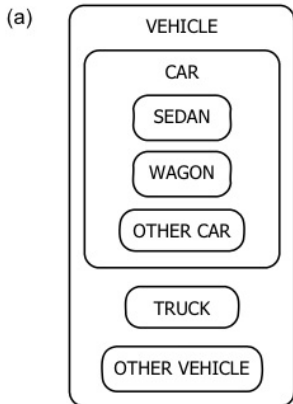 (a)
VEHICLE
CAR
SEDAN
WAGON
OTHER CAR
TRUCK
OTHER VEHICLE